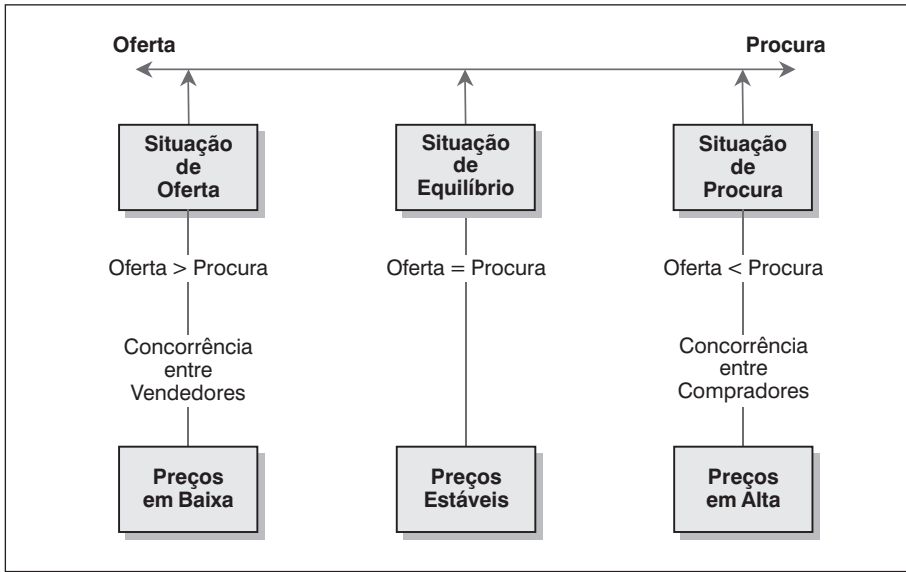 Oferta
Procura
Situação
de
Oferta
Situação
de
Equilíbrio
Situação
de
Procura
Oferta > Procura
Oferta = Procura
Oferta < Procura
Concorrência
entre
Vendedores
Concorrência
entre
Compradores
Preços
em Baixa
Preços
Estáveis
Preços
em Alta